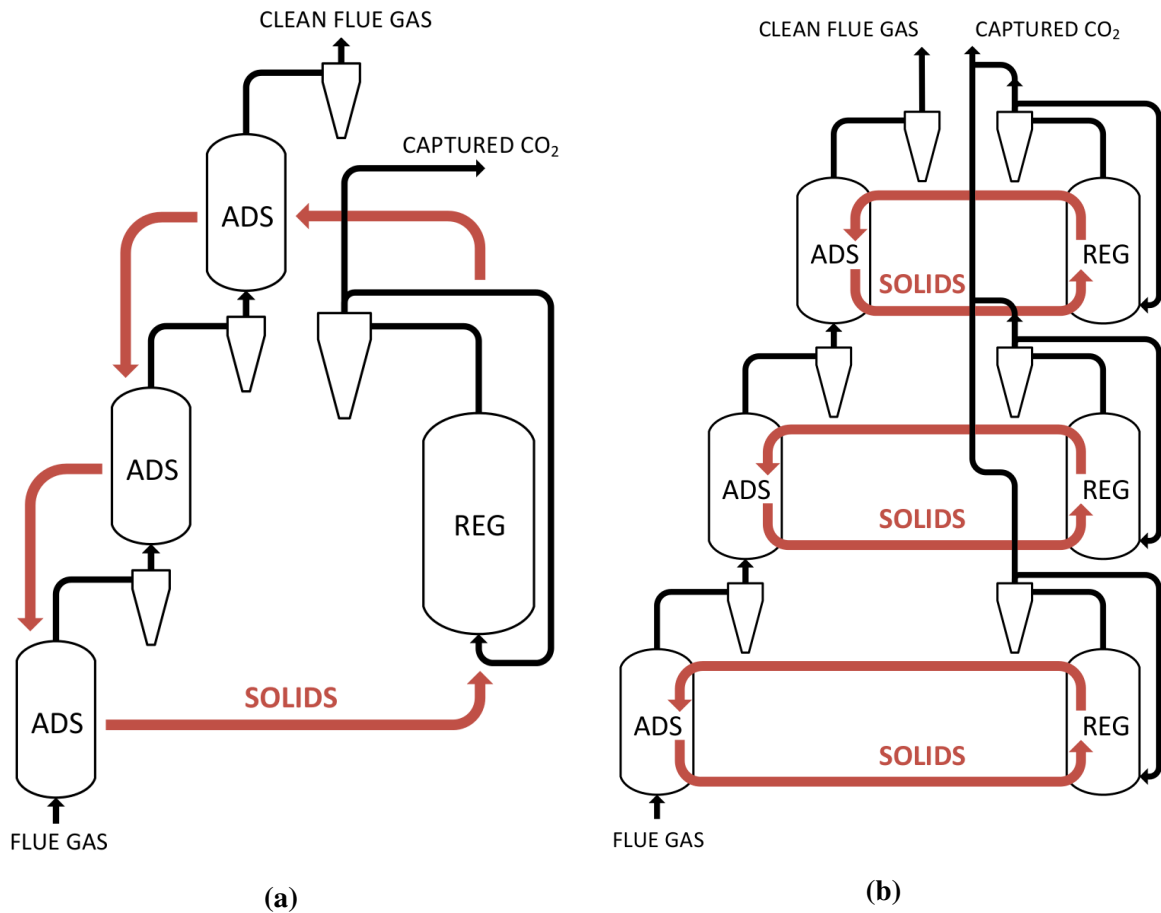 CLEAN FLUE GAS
CAPTURED CO₂
ADS
ADS
REG
ADS
SOLIDS
FLUE GAS
(a)
CLEAN FLUE GAS
CAPTURED CO₂
ADS
REG
SOLIDS
ADS
REG
SOLIDS
ADS
REG
SOLIDS
FLUE GAS
(b)